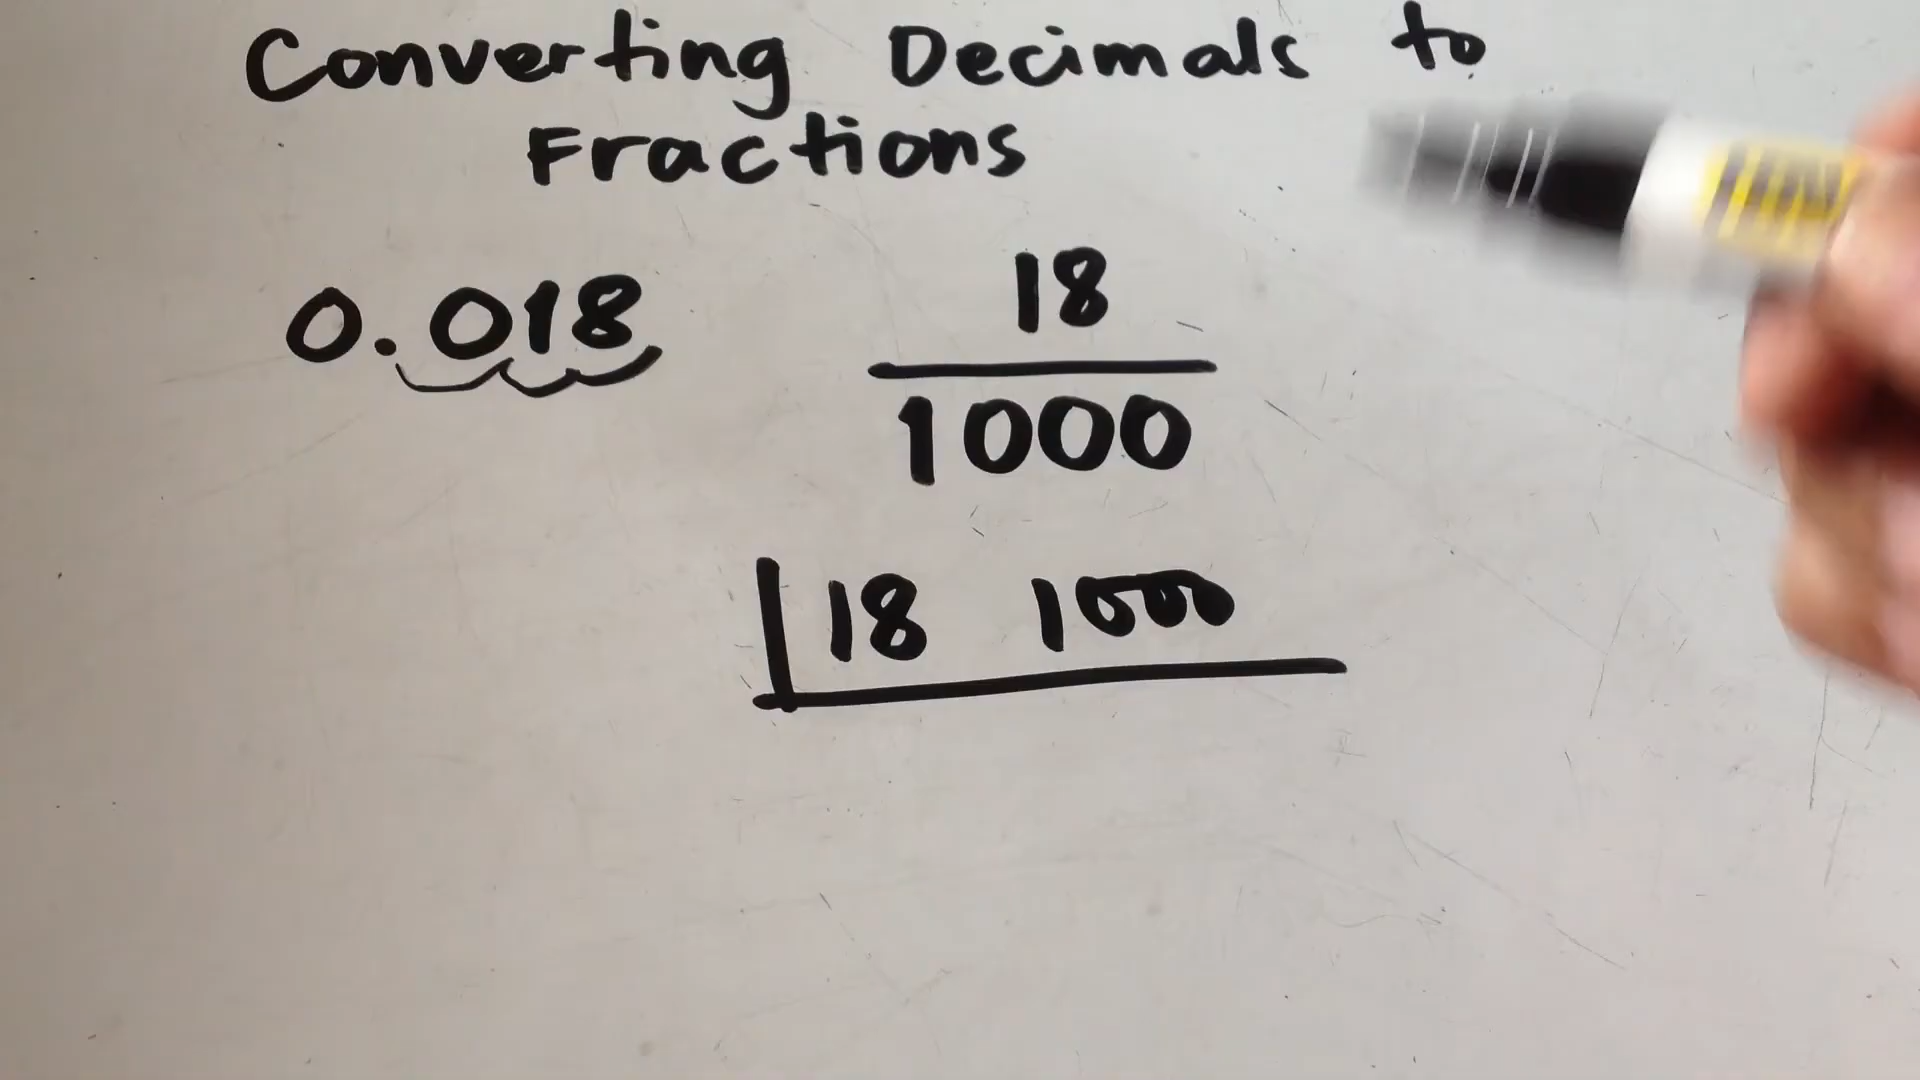 Converting Decimals to
Fractions
0.018
18
1000
18 1000